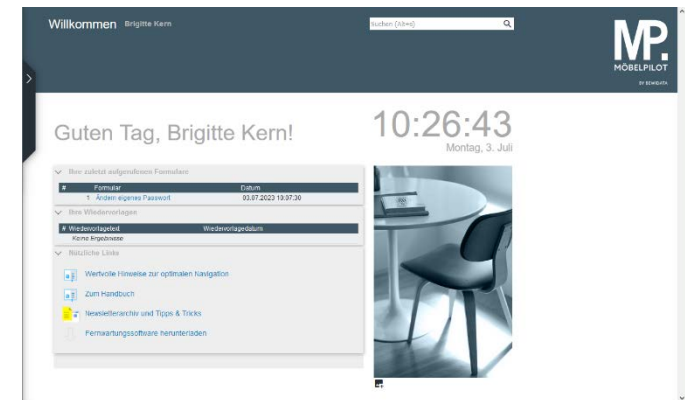 Willkommen Brigitte Kern
Suchen (Alt+s)
MP.
MÖBELPILOT
BY BEMIDATA
Guten Tag, Brigitte Kern!
10:26:43
Montag, 3. Juli
Ihre zuletzt aufgerufenen Formulare
# Formular Datum
1 Ändern eigenes Passwort 03.07.2023 10:07:30
Ihre Wiedervorlagen
# Wiedervorlagetext Wiedervorlagedatum
Keine Ergebnisse
Nützliche Links
Wertvolle Hinweise zur optimalen Navigation
Zum Handbuch
Newsletterarchiv und Tipps & Tricks
Fernwartungssoftware herunterladen